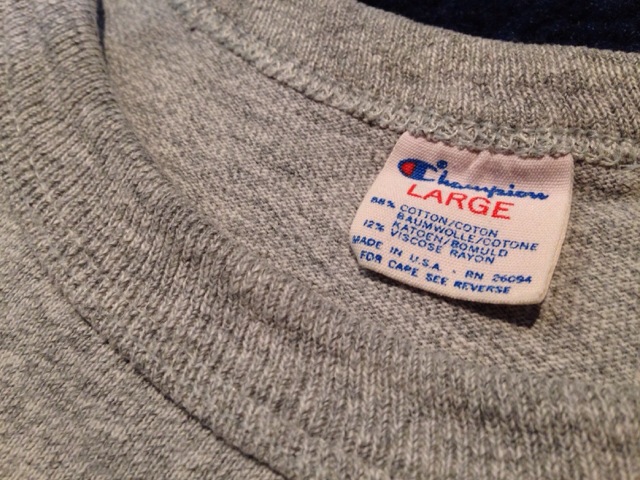 Champion
LARGE
88% COTTON/COTON
BAUMWOLLE/COTONE
KATOEN/BOMULD
12% VISCOSE RAYON
MADE IN U.S.A. · RN 26094
FOR CARE SEE REVERSE